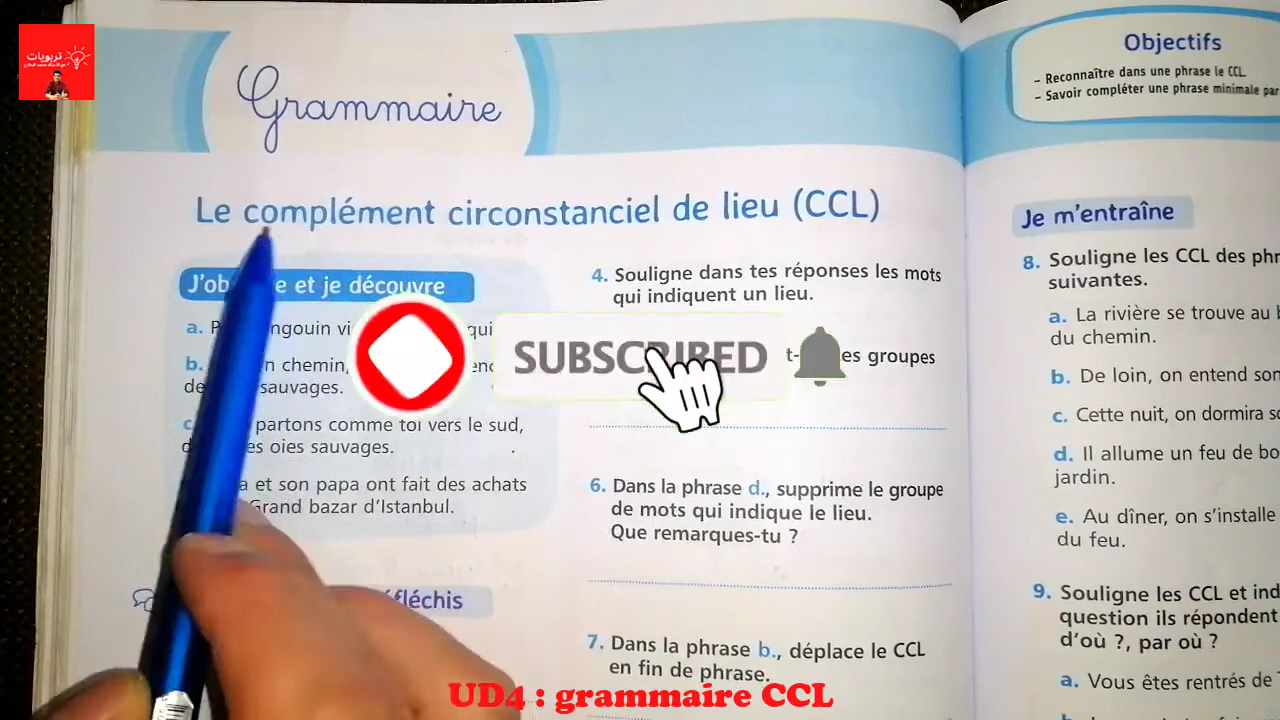 تربويات
Grammaire
Le complément circonstanciel de lieu (CCL)
J'ob e et je découvre
a. P ngouin vi qui
b. n chemin,
de sauvages.
c. partons comme toi vers le sud,
es oies sauvages.
a et son papa ont fait des achats
Grand bazar d'Istanbul.
éfléchis
4. Souligne dans tes réponses les mots
qui indiquent un lieu.
SUBSCRIBED
t- es groupes
6. Dans la phrase d., supprime le groupe
de mots qui indique le lieu.
Que remarques-tu ?
7. Dans la phrase b., déplace le CCL
en fin de phrase.
Objectifs
- Reconnaître dans une phrase le CCL.
- Savoir compléter une phrase minimale par
Je m'entraîne
8. Souligne les CCL des phr
suivantes.
a. La rivière se trouve au b
du chemin.
b. De loin, on entend son
c. Cette nuit, on dormira so
d. Il allume un feu de bo
jardin.
e. Au dîner, on s'installe
du feu.
9. Souligne les CCL et ind
question ils répondent
d'où ?, par où ?
a. Vous êtes rentrés de
UD4 : grammaire CCL